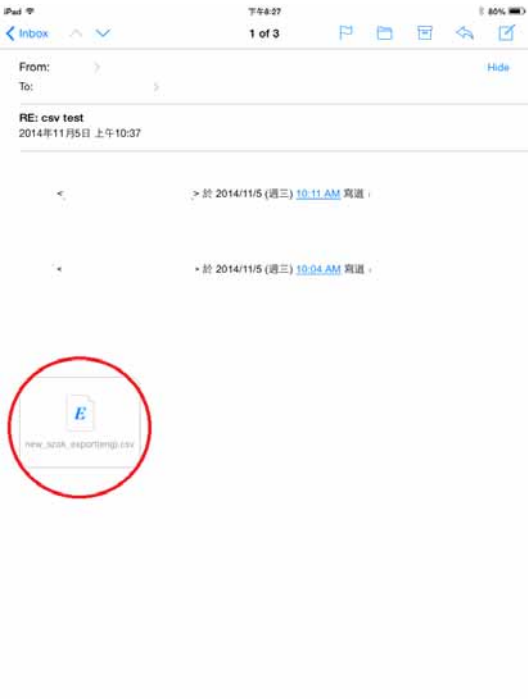 iPad 下午8:27 80%
Inbox 1 of 3
From: Hide
To:
RE: csv test
2014年11月5日 上午10:37
< > 於 2014/11/5 (週三) 10:11 AM 寫道：
< > 於 2014/11/5 (週三) 10:04 AM 寫道：
E
new_szak_export(eng).csv